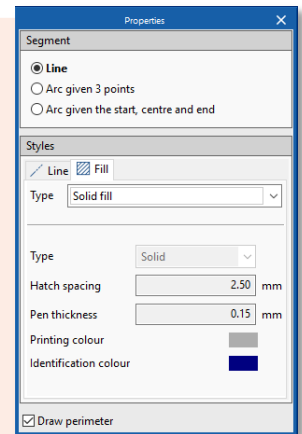 Properties
Segment
Line
Arc given 3 points
Arc given the start, centre and end
Styles
Line Fill
Type Solid fill
Type Solid
Hatch spacing 2.50 mm
Pen thickness 0.15 mm
Printing colour
Identification colour
Draw perimeter